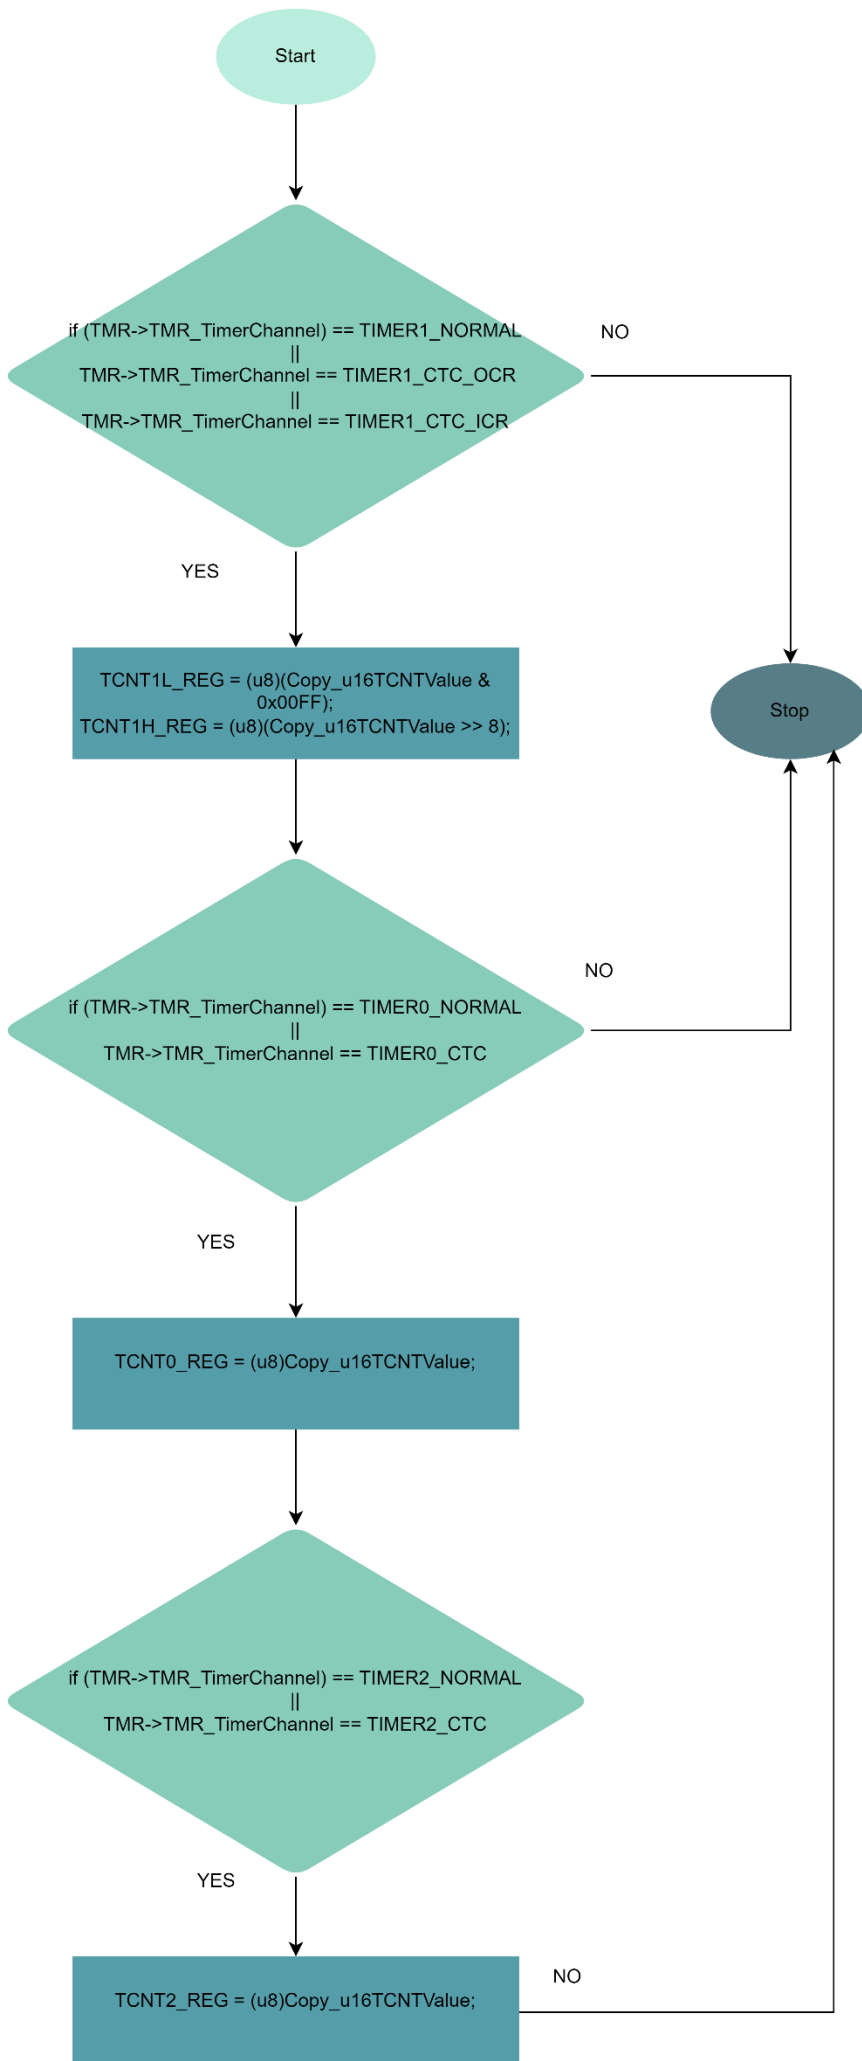 Start
if (TMR->TMR_TimerChannel) == TIMER1_NORMAL
||
TMR->TMR_TimerChannel == TIMER1_CTC_OCR
||
TMR->TMR_TimerChannel == TIMER1_CTC_ICR
NO
YES
TCNT1L_REG = (u8)(Copy_u16TCNTValue &
0x00FF);
TCNT1H_REG = (u8)(Copy_u16TCNTValue >> 8);
Stop
if (TMR->TMR_TimerChannel) == TIMER0_NORMAL
||
TMR->TMR_TimerChannel == TIMER0_CTC
NO
YES
TCNT0_REG = (u8)Copy_u16TCNTValue;
if (TMR->TMR_TimerChannel) == TIMER2_NORMAL
||
TMR->TMR_TimerChannel == TIMER2_CTC
YES
TCNT2_REG = (u8)Copy_u16TCNTValue;
NO